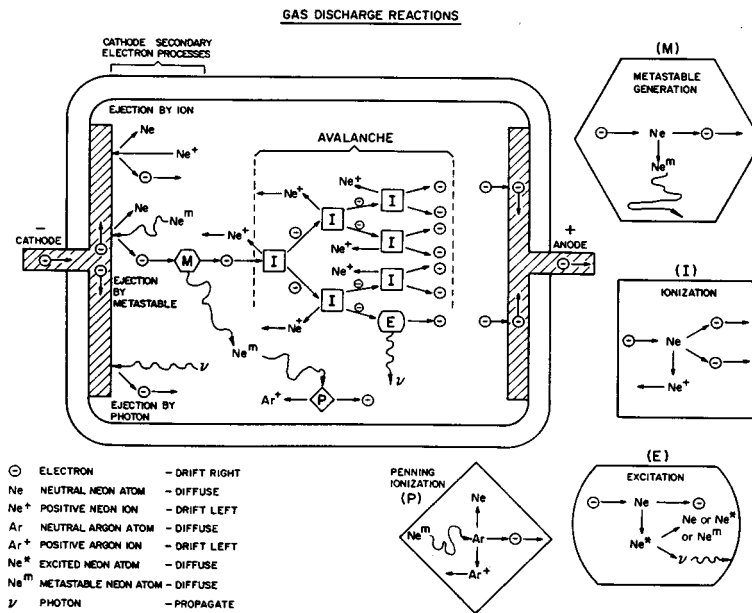 GAS DISCHARGE REACTIONS
CATHODE SECONDARY
ELECTRON PROCESSES
EJECTION BY ION
Ne
Ne⁺
⊖
Ne
Neᵐ
⊖
EJECTION
BY
METASTABLE
−
CATHODE
⊖
⊖
⊖
M
⊖
AVALANCHE
Ne⁺
I
⊖
⊖
Ne⁺
I
Ne⁺
I
⊖
⊖
⊖
⊖
Ne⁺
I
⊖
⊖
Ne⁺
I
⊖
⊖
Ne⁺
I
⊖
⊖
E
⊖
ν
Neᵐ
Ar⁺
P
⊖
ν
⊖
EJECTION BY
PHOTON
⊖
⊖
⊖
⊖
+
ANODE
⊖
(M)
METASTABLE
GENERATION
⊖ Ne ⊖
Neᵐ
(I)
IONIZATION
⊖ Ne ⊖
⊖
Ne⁺
(E)
EXCITATION
⊖ Ne ⊖
Ne* Ne or Ne*
or Neᵐ
ν
PENNING
IONIZATION
(P)
Ne
Neᵐ Ar ⊖
Ar⁺
⊖ ELECTRON – DRIFT RIGHT
Ne NEUTRAL NEON ATOM – DIFFUSE
Ne⁺ POSITIVE NEON ION – DRIFT LEFT
Ar NEUTRAL ARGON ATOM – DIFFUSE
Ar⁺ POSITIVE ARGON ION – DRIFT LEFT
Ne* EXCITED NEON ATOM – DIFFUSE
Neᵐ METASTABLE NEON ATOM – DIFFUSE
ν PHOTON – PROPAGATE